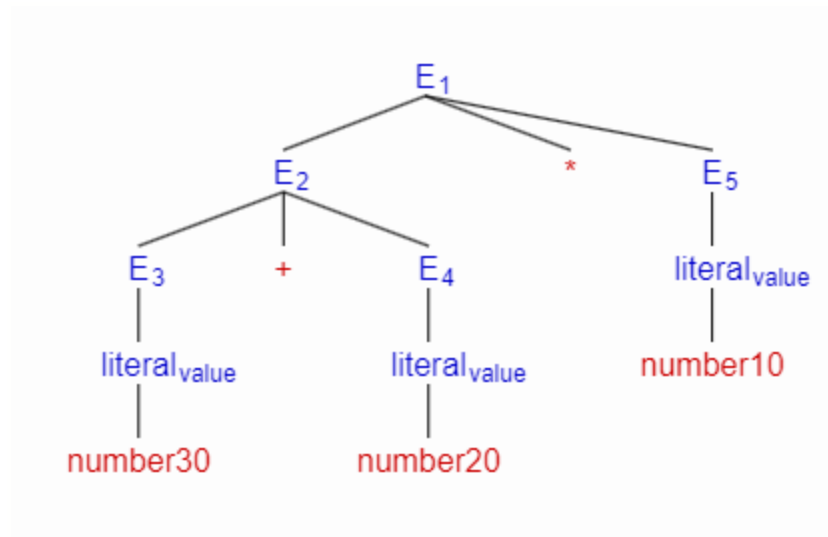 E1
E2 * E5
E3 + E4 literalvalue
literalvalue literalvalue number10
number30 number20